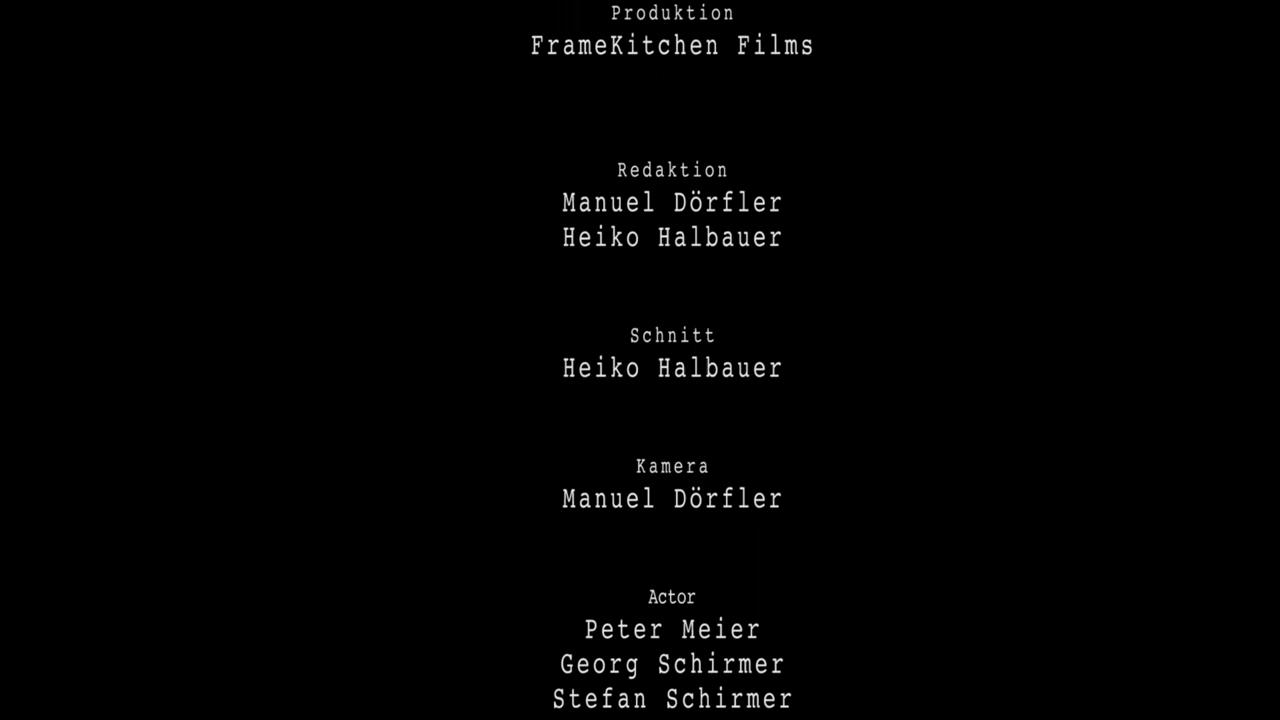 Produktion
FrameKitchen Films
Redaktion
Manuel Dörfler
Heiko Halbauer
Schnitt
Heiko Halbauer
Kamera
Manuel Dörfler
Actor
Peter Meier
Georg Schirmer
Stefan Schirmer